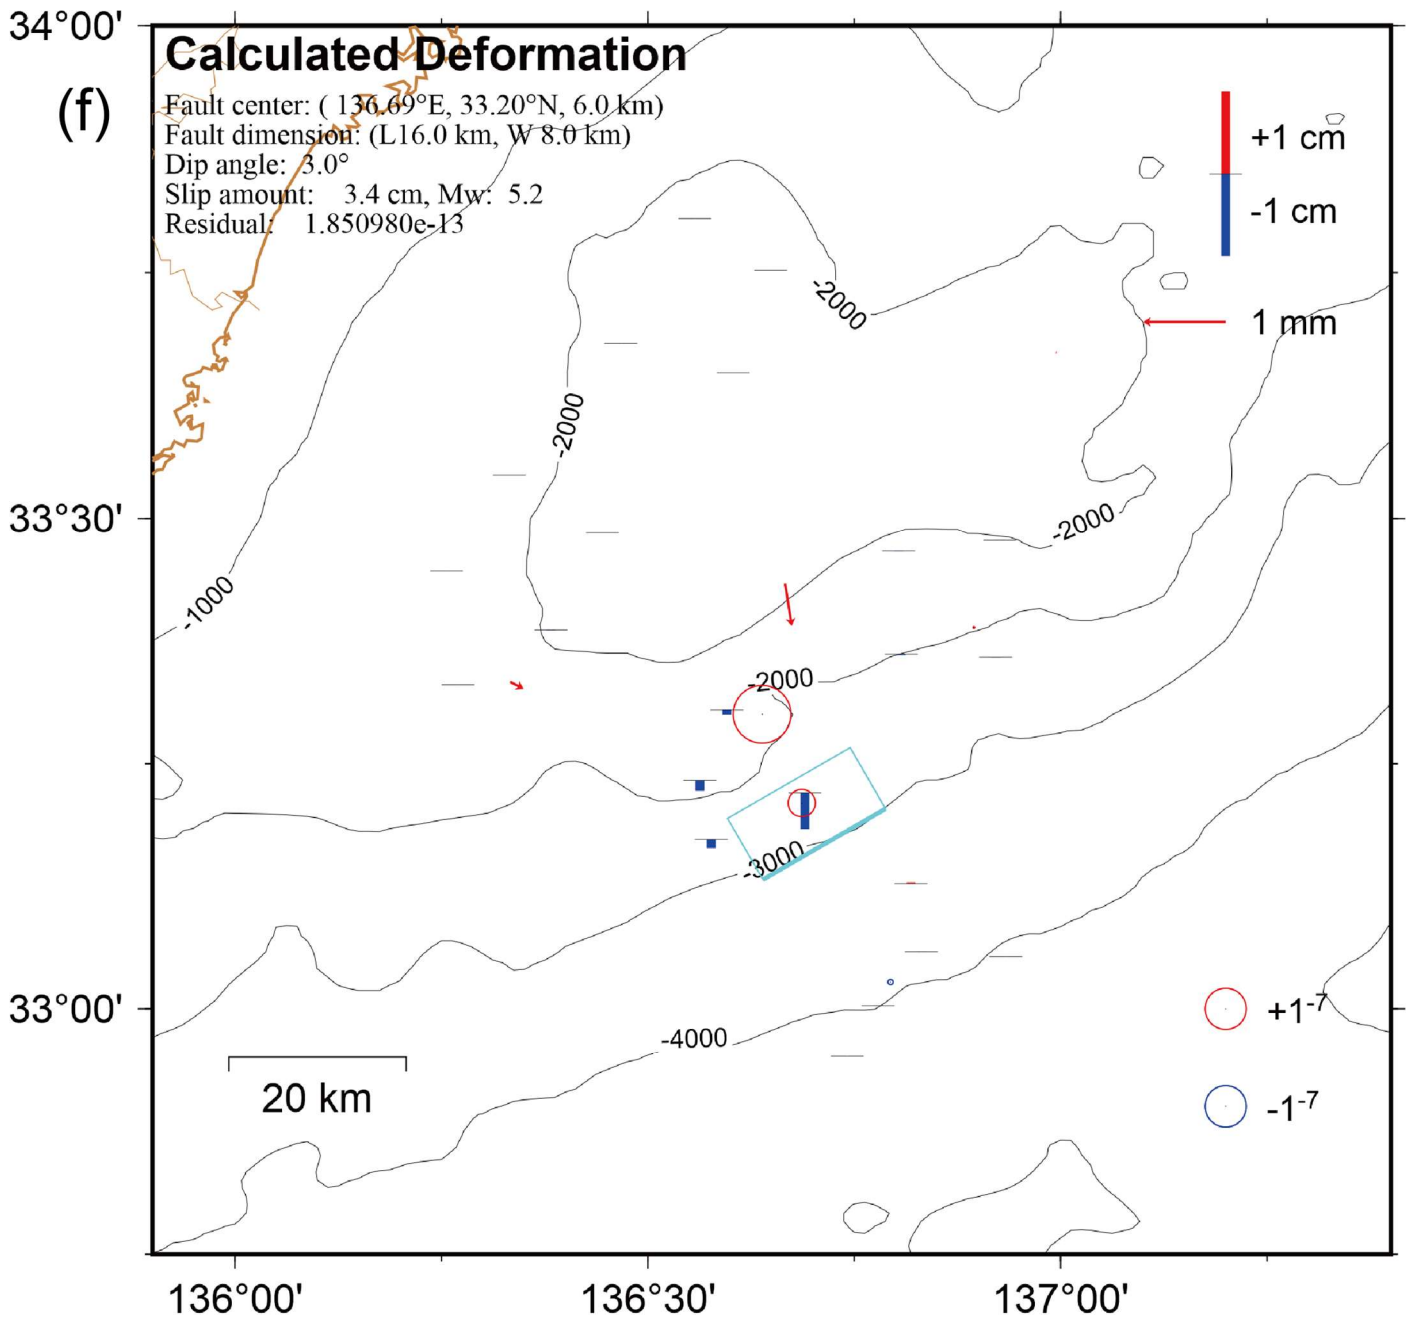 34°00'
Calculated Deformation
(f)
Fault center: ( 136.69°E, 33.20°N, 6.0 km)
Fault dimension: (L16.0 km, W 8.0 km)
Dip angle: 3.0°
Slip amount: 3.4 cm, Mw: 5.2
Residual: 1.850980e-13
+1 cm
-1 cm
1 mm
-2000
-2000
33°30'
-2000
-1000
-2000
-3000
33°00'
+1-7
-4000
20 km
-1-7
136°00'
136°30'
137°00'